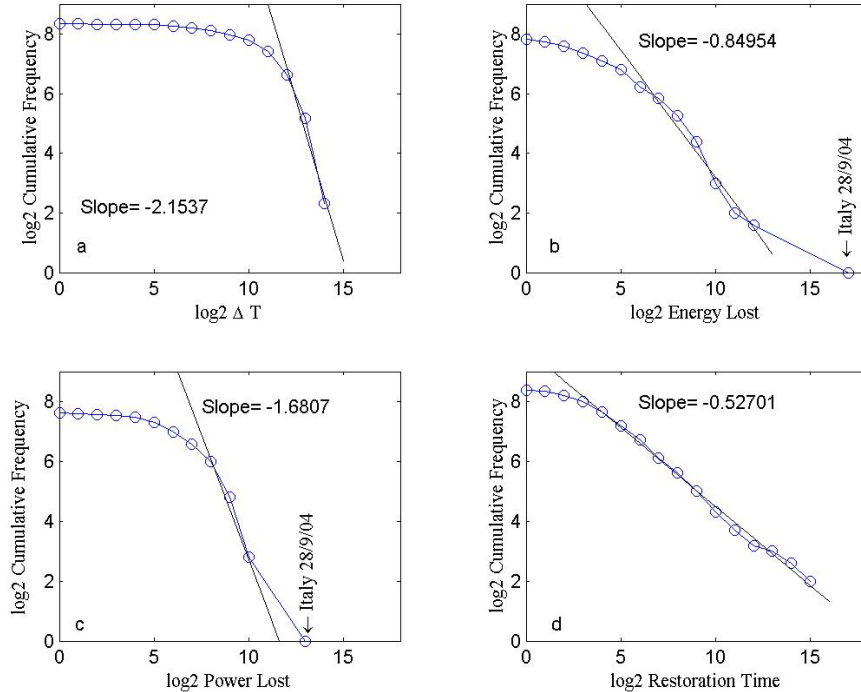 8
6
4
2
0
log2 Cumulative Frequency
Slope= -2.1537
a
0
5
10
15
log2 Δ T
8
6
4
2
0
log2 Cumulative Frequency
Slope= -0.84954
← Italy 28/9/04
b
0
5
10
15
log2 Energy Lost
8
6
4
2
0
log2 Cumulative Frequency
Slope= -1.6807
← Italy 28/9/04
c
0
5
10
15
log2 Power Lost
8
6
4
2
0
log2 Cumulative Frequency
Slope= -0.52701
d
0
5
10
15
log2 Restoration Time